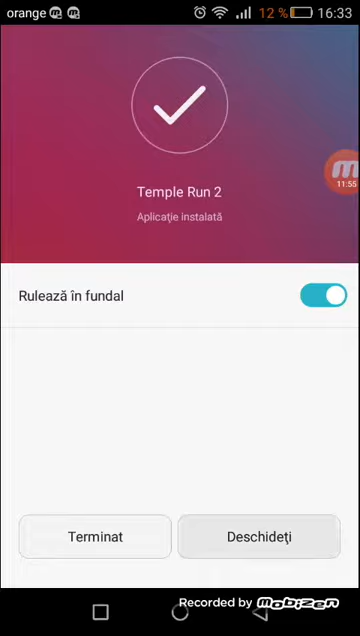 orange 12 % 16:33
11:55
Temple Run 2
Aplicaţie instalată
Rulează în fundal
Terminat Deschideţi
Recorded by Mobizen